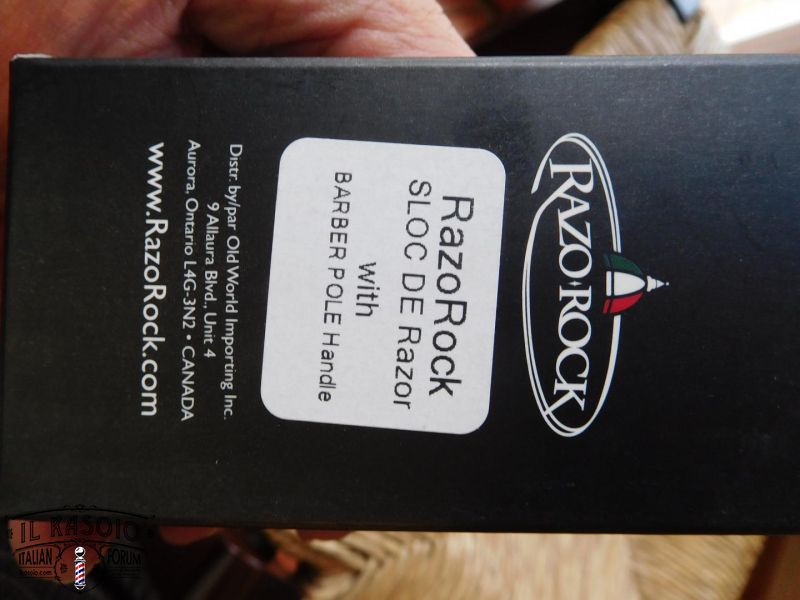 RAZOROCK
RazoRock
SLOC DE Razor
with
BARBER POLE Handle
Distr. by/par Old World Importing Inc.
9 Allaura Blvd., Unit 4
Aurora, Ontario L4G-3N2 • CANADA
www.RazoRock.com
IL RASOIO
ITALIAN FORUM